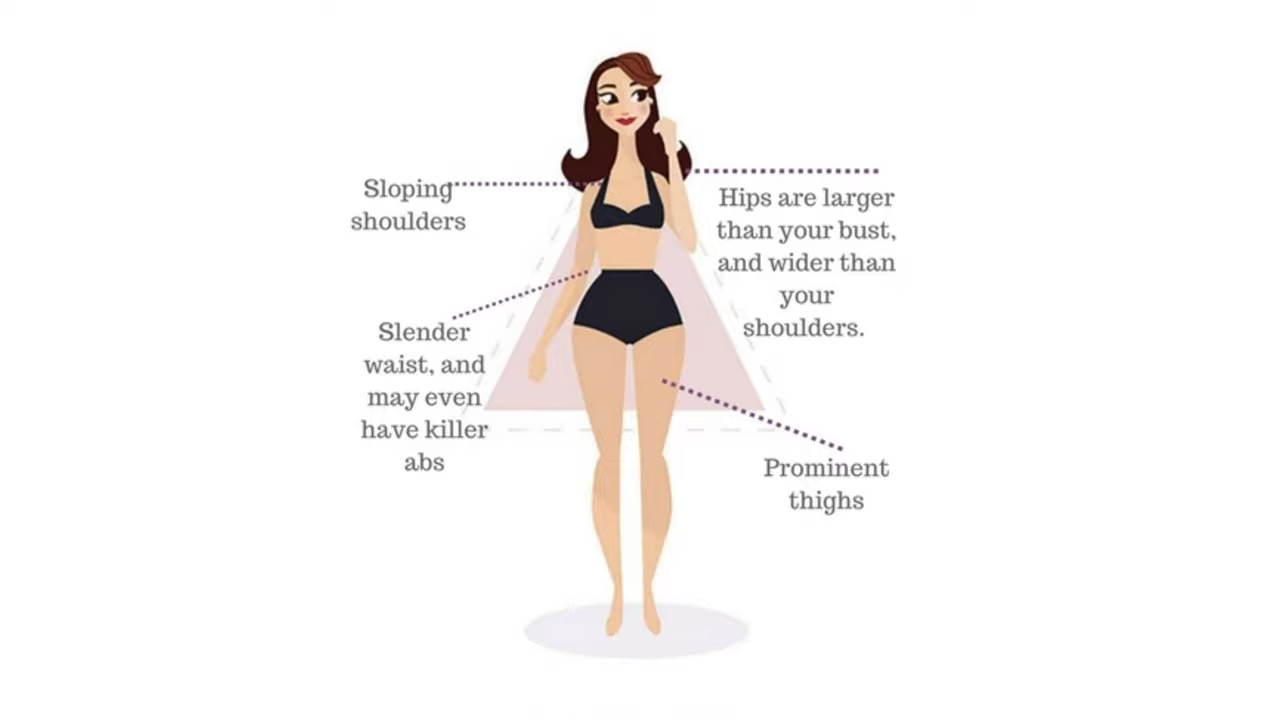 Sloping
shoulders
Hips are larger
than your bust,
and wider than
your
shoulders.
Slender
waist, and
may even
have killer
abs
Prominent
thighs